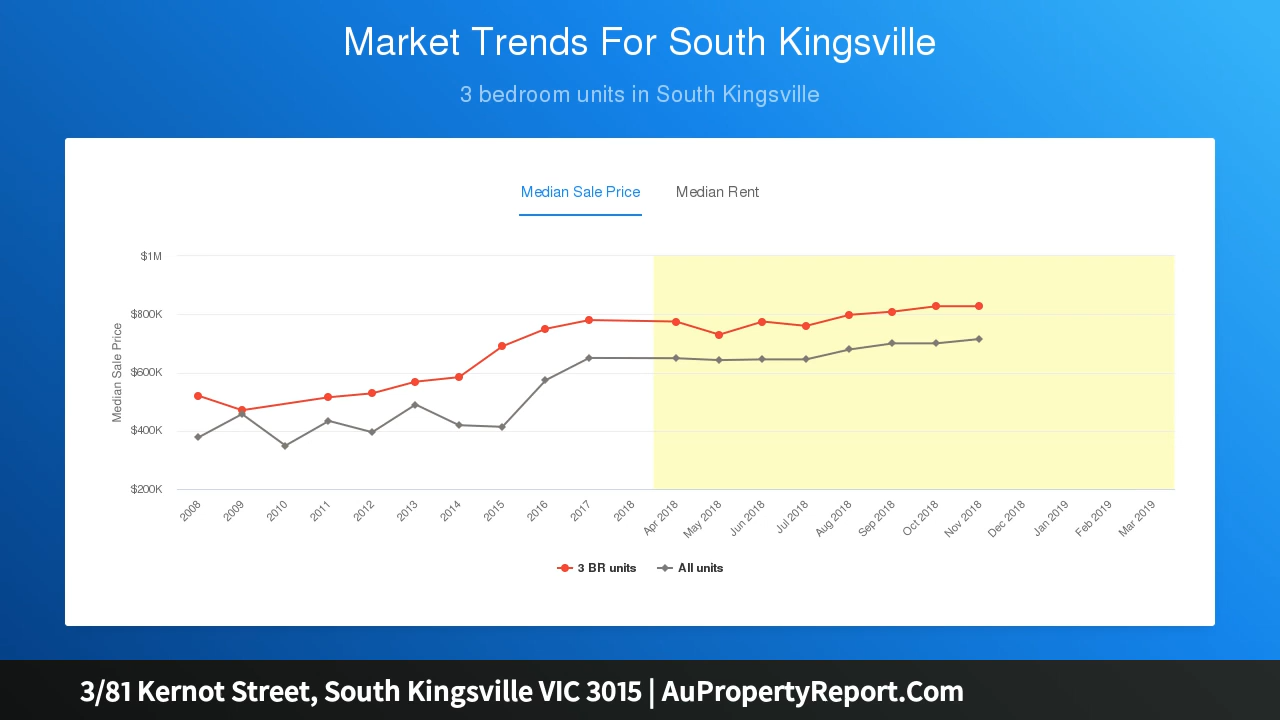 Market Trends For South Kingsville
3 bedroom units in South Kingsville
Median Sale Price
Median Rent
Median Sale Price
$1M
$800K
$600K
$400K
$200K
2008
2009
2010
2011
2012
2013
2014
2015
2016
2017
2018
Apr 2018
May 2018
Jun 2018
Jul 2018
Aug 2018
Sep 2018
Oct 2018
Nov 2018
Dec 2018
Jan 2019
Feb 2019
Mar 2019
3 BR units
All units
3/81 Kernot Street, South Kingsville VIC 3015 | AuPropertyReport.Com